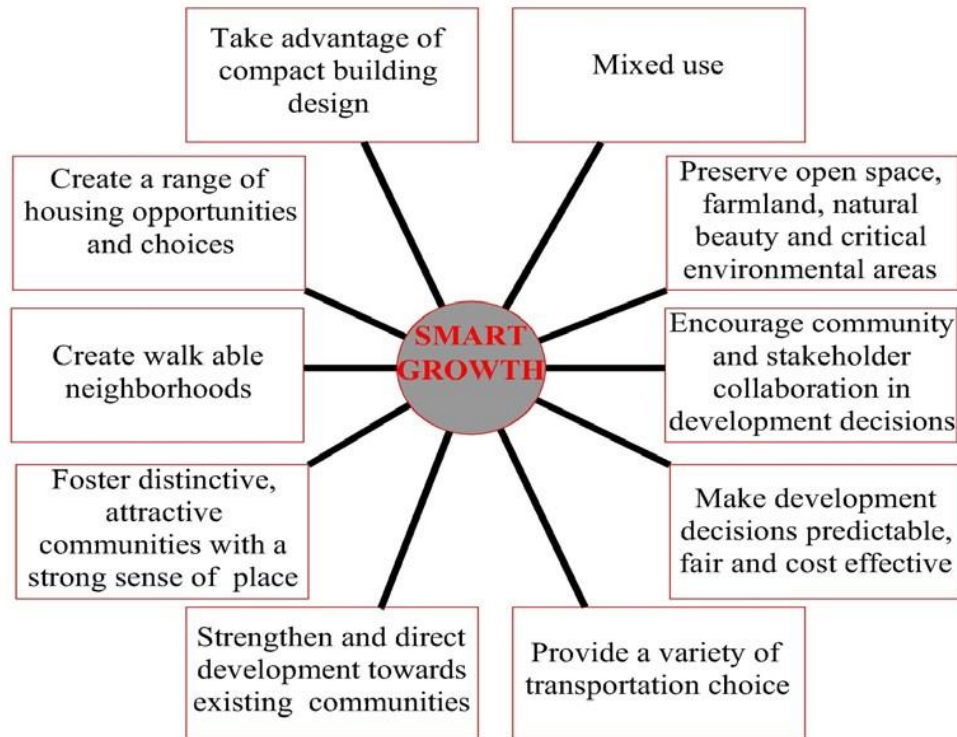 Take advantage of
compact building
design
Mixed use
Create a range of
housing opportunities
and choices
Preserve open space,
farmland, natural
beauty and critical
environmental areas
SMART
GROWTH
Create walk able
neighborhoods
Encourage community
and stakeholder
collaboration in
development decisions
Foster distinctive,
attractive
communities with a
strong sense of place
Make development
decisions predictable,
fair and cost effective
Strengthen and direct
development towards
existing communities
Provide a variety of
transportation choice